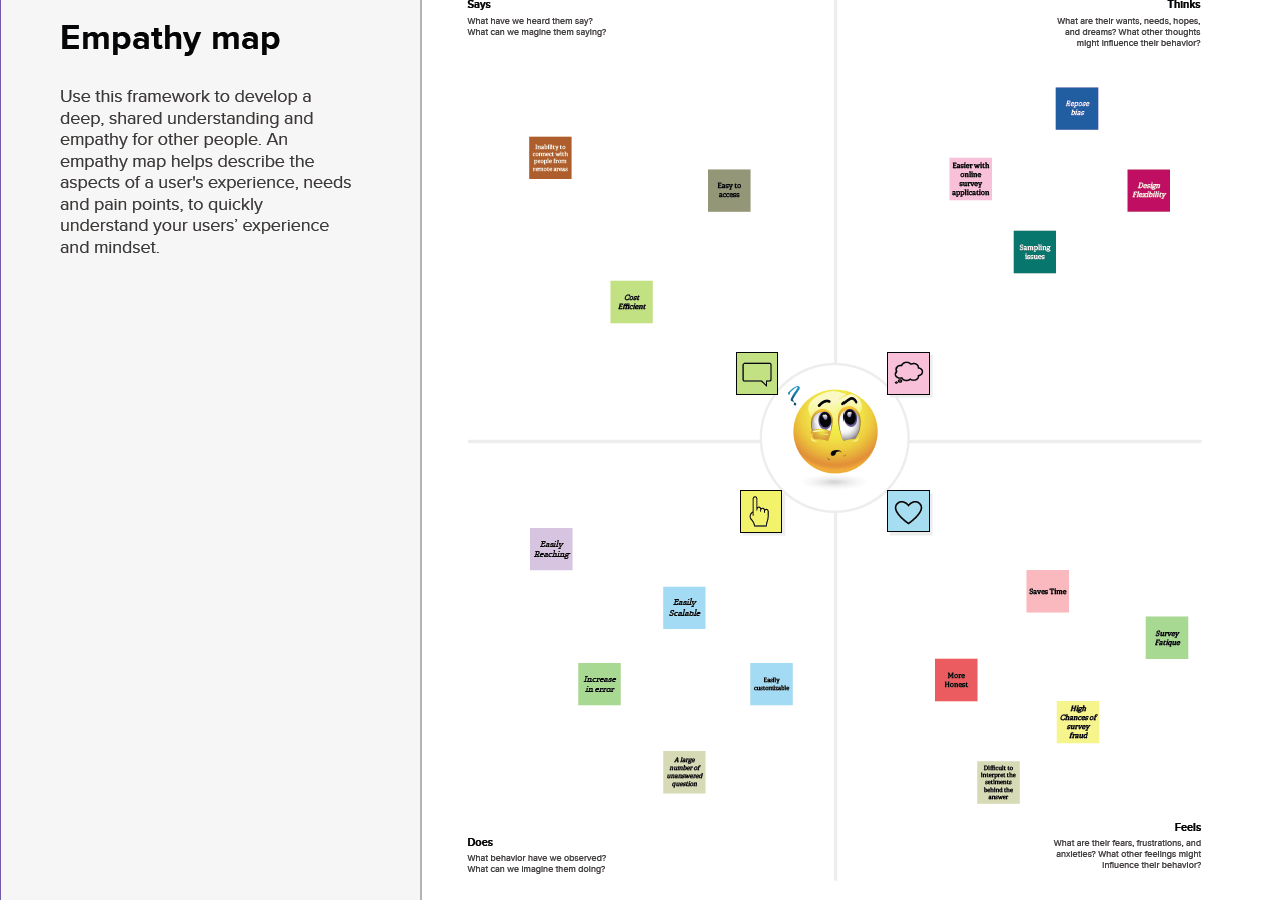 Empathy map
Use this framework to develop a
deep, shared understanding and
empathy for other people. An
empathy map helps describe the
aspects of a user's experience, needs
and pain points, to quickly
understand your users’ experience
and mindset.
Says
What have we heard them say?
What can we magine them saying?
Inability to
connect with
people from
remote areas
Easy to
access
Cost
Efficient
Thinks
What are their wants, needs, hopes,
and dreams? What other thoughts
might influence their behavior?
Repose
bias
Easier with
online
survey
application
Design
Flexibility
Sampling
issues
?
Easily
Reaching
Easily
Scalable
Increase
in error
Easily
customizable
A large
number of
unanswered
question
Does
What behavior have we observed?
What can we imagine them doing?
Saves Time
Survey
Fatique
More
Honest
High
Chances of
survey
fraud
Difficult to
interpret the
setiments
behind the
answer
Feels
What are their fears, frustrations, and
anxieties? What other feelings might
influence their behavior?